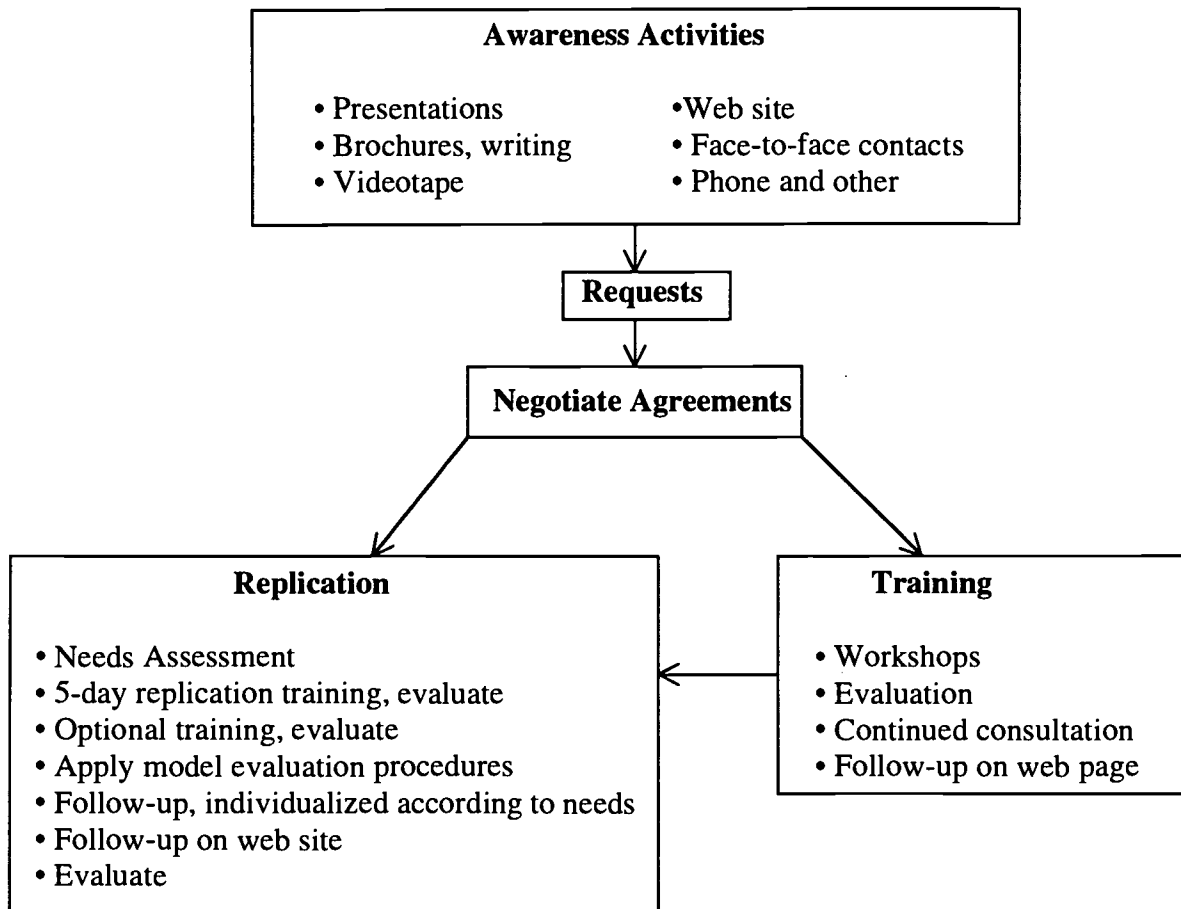 Awareness Activities
• Presentations
• Brochures, writing
• Videotape
•Web site
• Face-to-face contacts
• Phone and other
Requests
Negotiate Agreements
Replication
• Needs Assessment
• 5-day replication training, evaluate
• Optional training, evaluate
• Apply model evaluation procedures
• Follow-up, individualized according to needs
• Follow-up on web site
• Evaluate
Training
• Workshops
• Evaluation
• Continued consultation
• Follow-up on web page